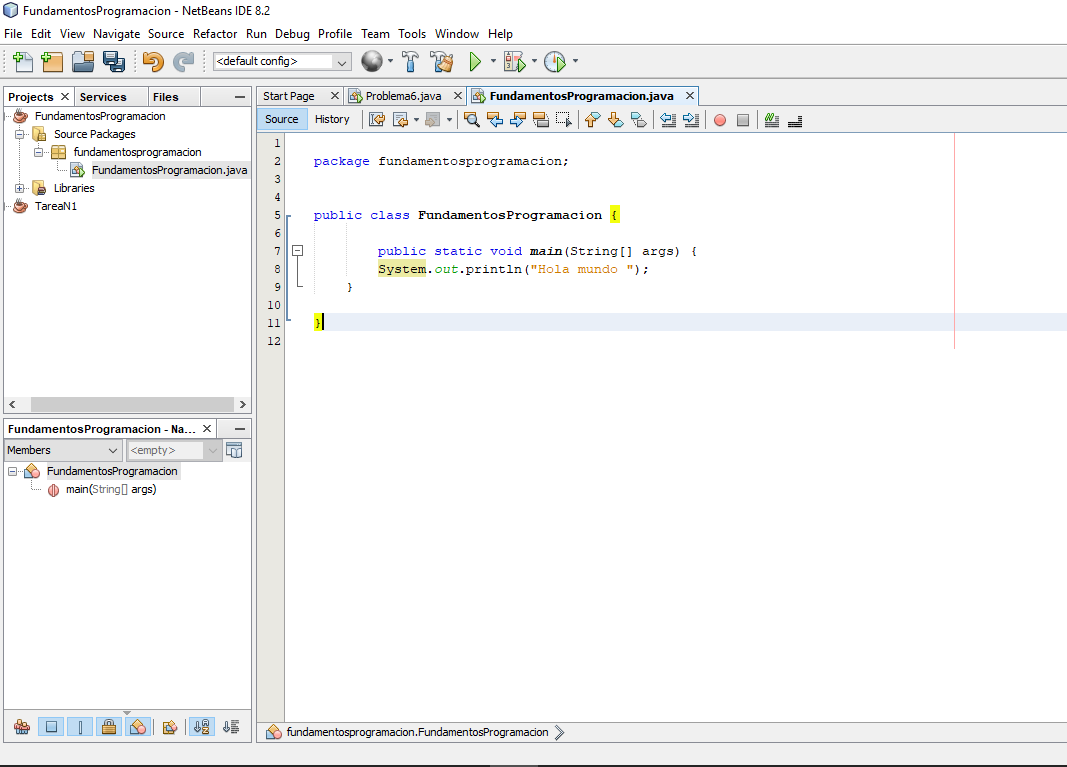 FundamentosProgramacion - NetBeans IDE 8.2
File Edit View Navigate Source Refactor Run Debug Profile Team Tools Window Help
<default config>
Projects Services Files
FundamentosProgramacion
Source Packages
fundamentosprogramacion
FundamentosProgramacion.java
Libraries
TareaN1
FundamentosProgramacion - Na...
Members <empty>
FundamentosProgramacion
main(String[] args)
Start Page Problema6.java FundamentosProgramacion.java
Source History
1
2 package fundamentosprogramacion;
3
4
5 public class FundamentosProgramacion {
6
7 public static void main(String[] args) {
8 System.out.println("Hola mundo ");
9 }
10
11 }
12
fundamentosprogramacion.FundamentosProgramacion